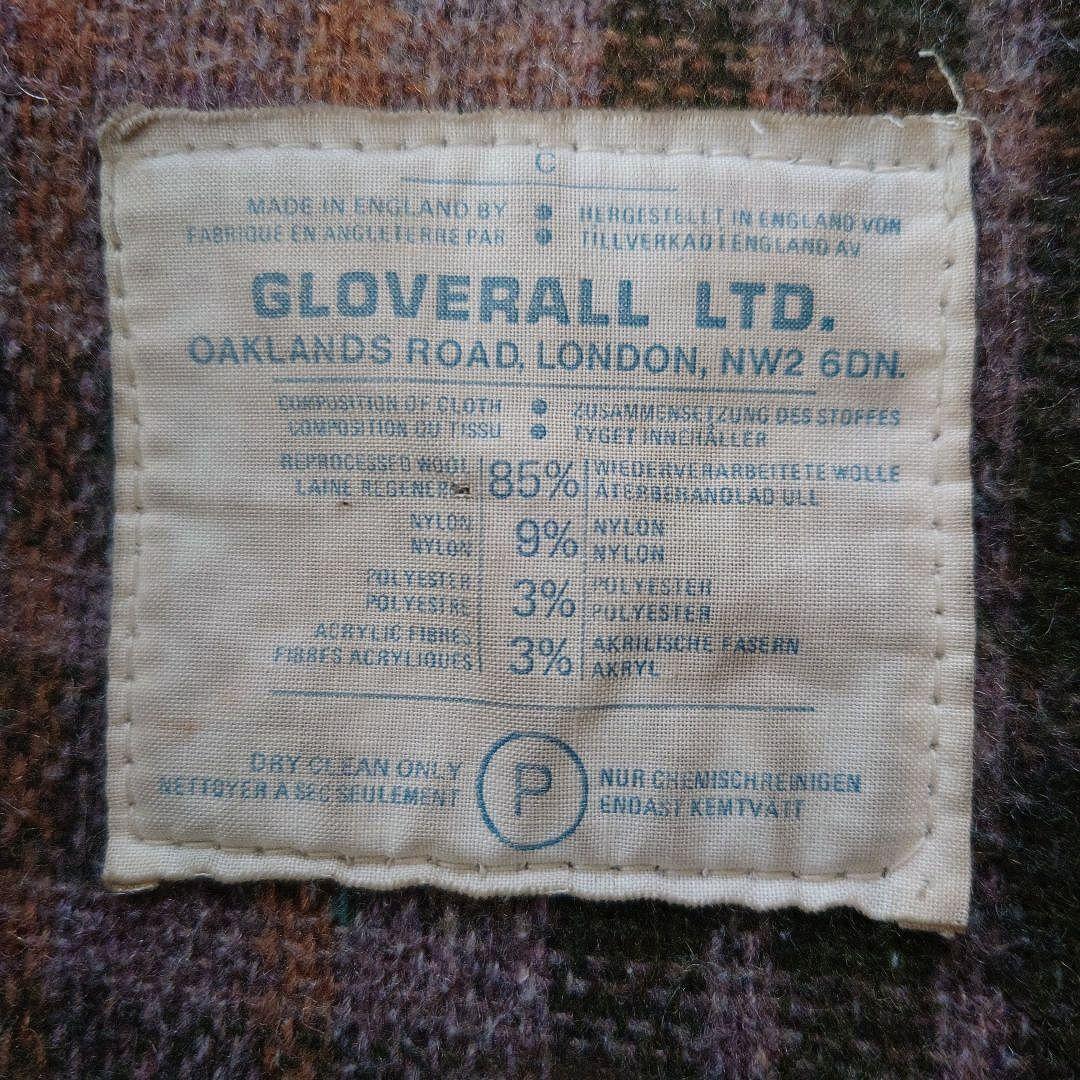 C
MADE IN ENGLAND BY ● HERGESTELLT IN ENGLAND VON
FABRIQUE EN ANGLETERRE PAR ● TILLVERKAD I ENGLAND AV
GLOVERALL LTD.
OAKLANDS ROAD, LONDON, NW2 6DN.
COMPOSITION OF CLOTH ● ZUSAMMENSETZUNG DES STOFFES
COMPOSITION DU TISSU ● TYGET INNEHÅLLER
REPROCESSED WOOL 85% WIEDERVERARBEITETE WOLLE
LAINE REGENEREE ÅTERBEHANDLAD ULL
NYLON 9% NYLON
NYLON NYLON
POLYESTER 3% POLYESTER
POLYESTRE POLYESTER
ACRYLIC FIBRES 3% AKRILISCHE FASERN
FIBRES ACRYLIQUES AKRYL
DRY CLEAN ONLY P NUR CHEMISCHREINIGEN
NETTOYER A SEC SEULEMENT ENDAST KEMTVÄTT